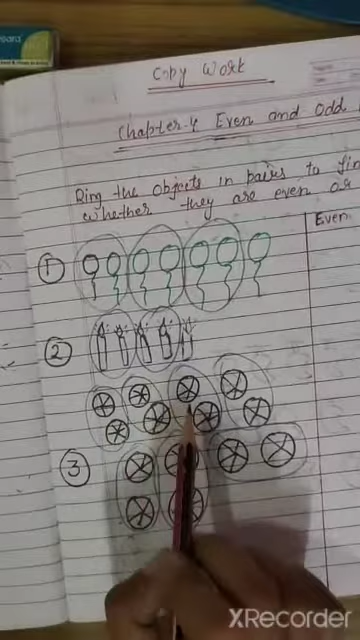 Copy Work
Chapter-4 Even and Odd
Ring the objects in pairs to fin
whether they are even or
Even
1
2
3
XRecorder